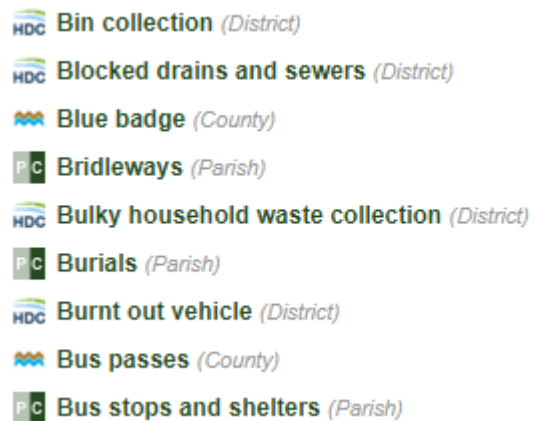 HDC Bin collection (District)
HDC Blocked drains and sewers (District)
Blue badge (County)
PC Bridleways (Parish)
HDC Bulky household waste collection (District)
PC Burials (Parish)
HDC Burnt out vehicle (District)
Bus passes (County)
PC Bus stops and shelters (Parish)